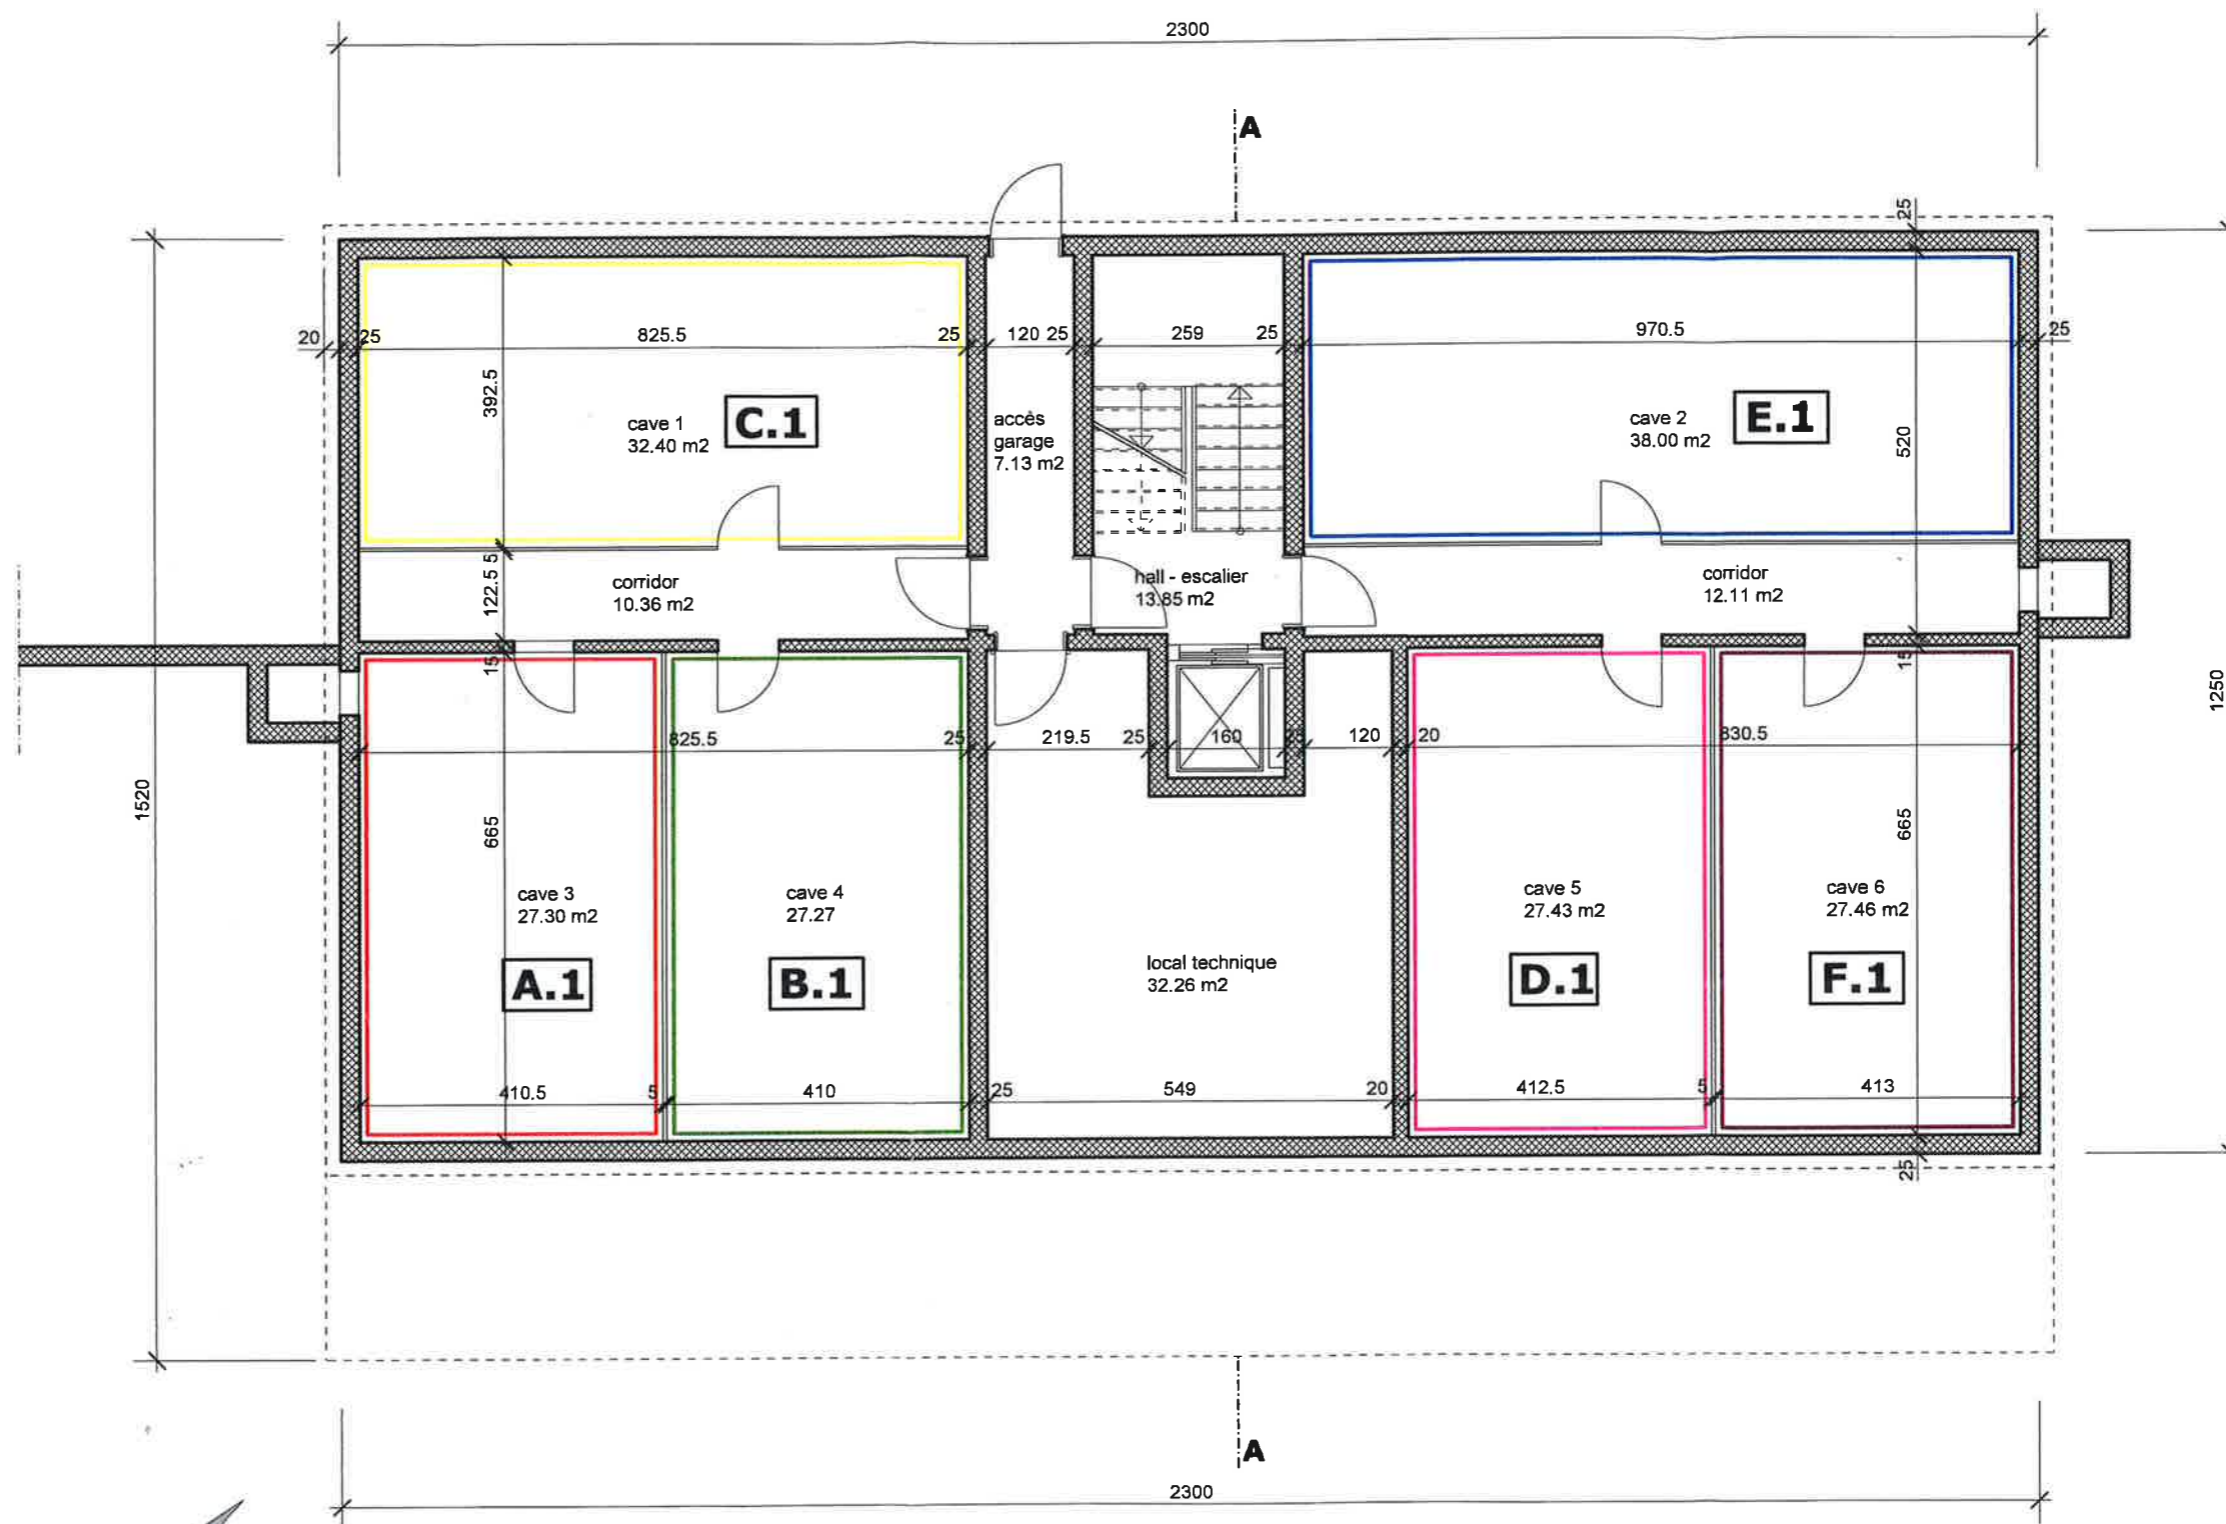 2300
A
25
20
25
825.5
25
120
25
259
25
970.5
25
392.5
cave 1
32.40 m2
C.1
accès
garage
7.13 m2
cave 2
38.00 m2
E.1
520
5
122.5
corridor
10.36 m2
hall - escalier
13.85 m2
corridor
12.11 m2
15
15
825.5
25
219.5
25
160
25
120
20
830.5
1250
1520
665
665
cave 3
27.30 m2
cave 4
27.27
cave 5
27.43 m2
cave 6
27.46 m2
A.1
B.1
local technique
32.26 m2
D.1
F.1
410.5
5
410
25
549
20
412.5
5
413
25
A
2300